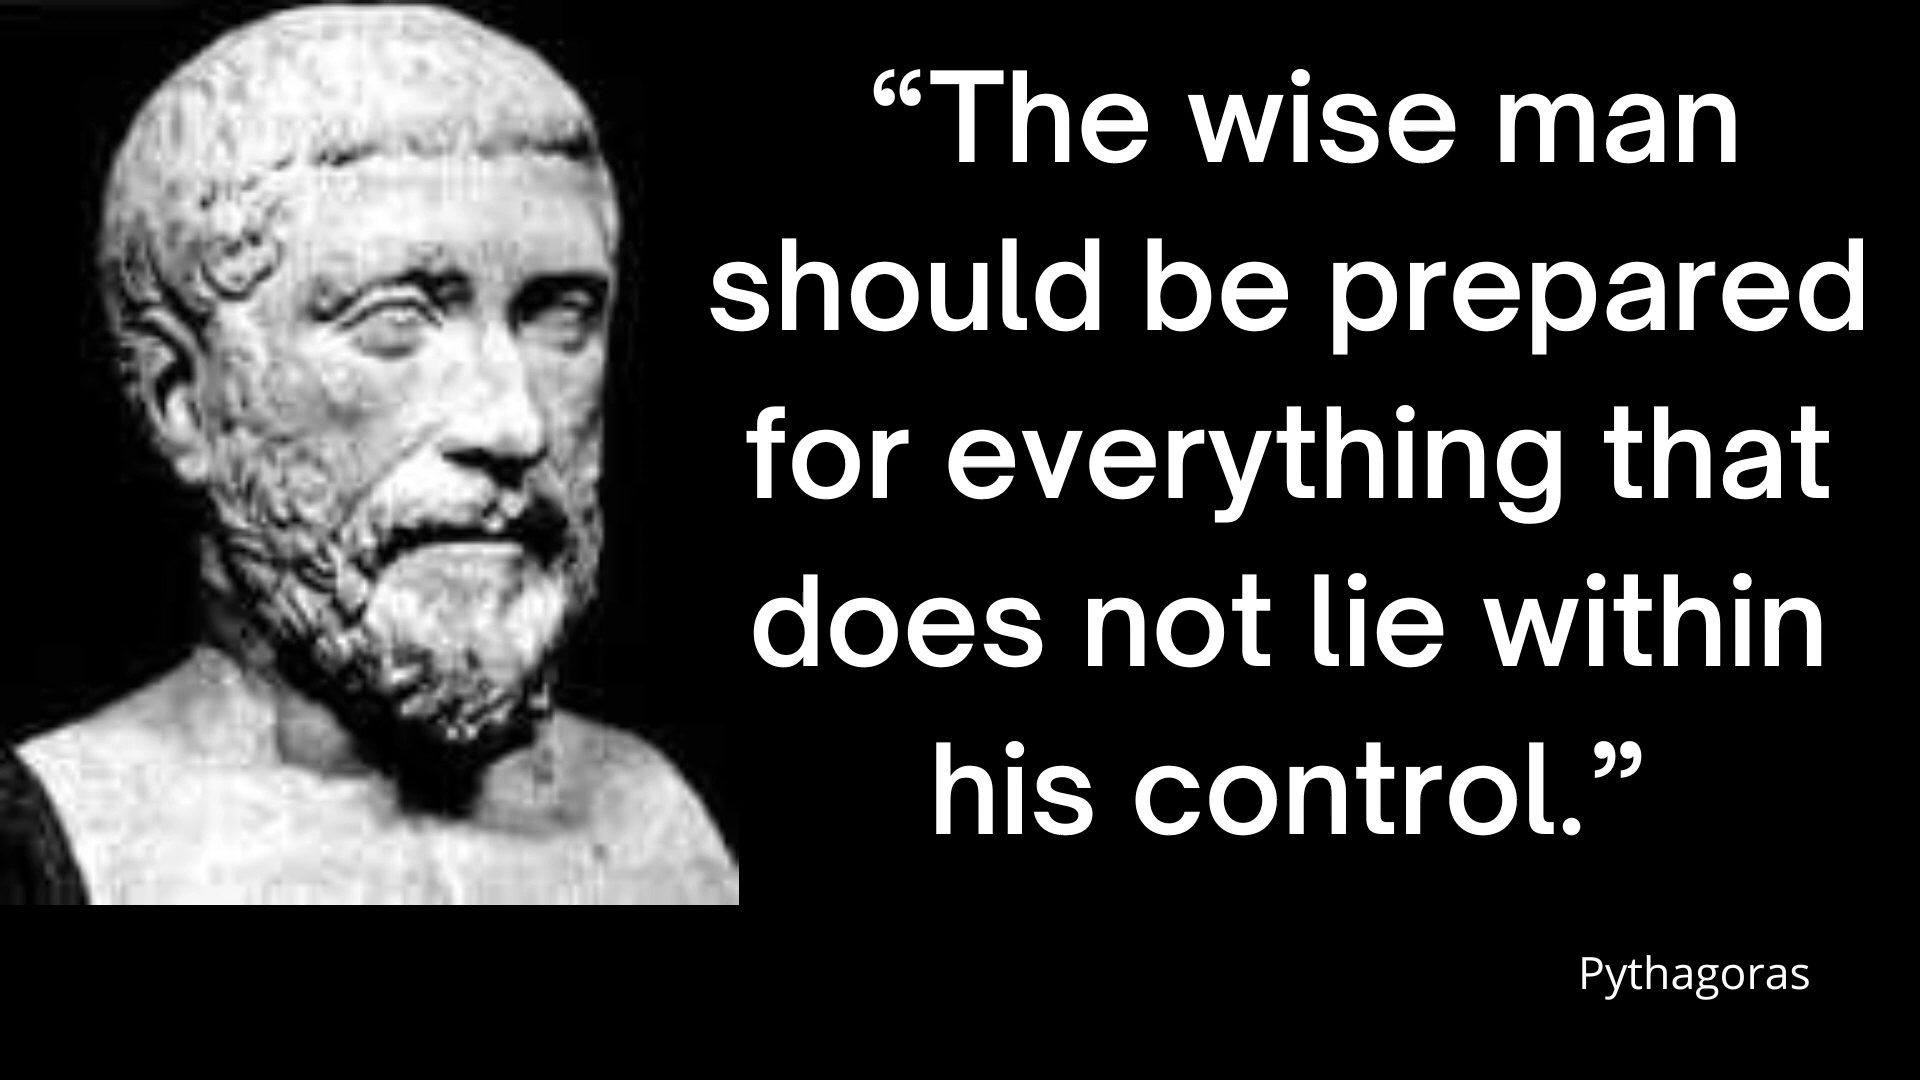 “The wise man
should be prepared
for everything that
does not lie within
his control.”
Pythagoras